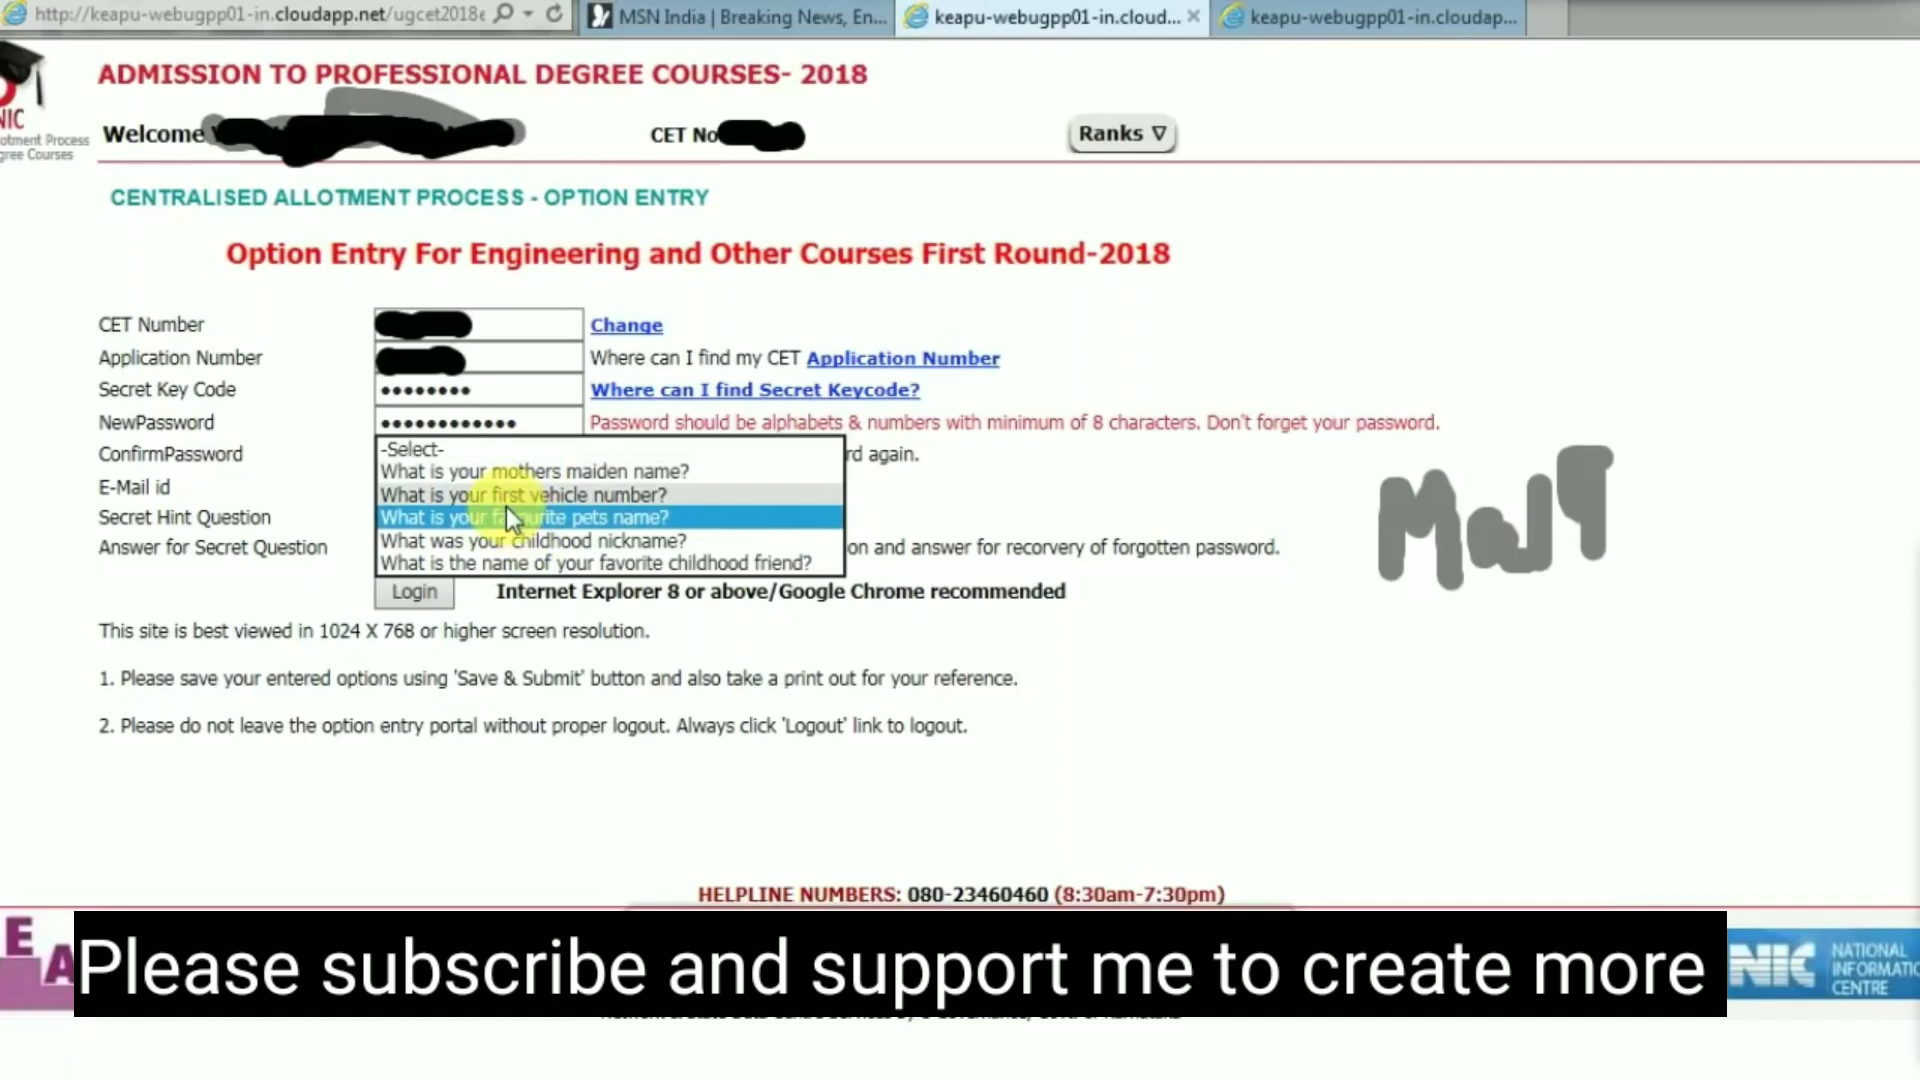 http://keapu-webugpp01-in.cloudapp.net/ugcet2018e
MSN India | Breaking News, En...
keapu-webugpp01-in.cloud...
keapu-webugpp01-in.cloudap...
ADMISSION TO PROFESSIONAL DEGREE COURSES- 2018
NIC
otment Process
gree Courses
Welcome
CET No
Ranks ∇
CENTRALISED ALLOTMENT PROCESS - OPTION ENTRY
Option Entry For Engineering and Other Courses First Round-2018
CET Number
Change
Application Number
Where can I find my CET Application Number
Secret Key Code ••••••••
Where can I find Secret Keycode?
NewPassword ••••••••••••
Password should be alphabets & numbers with minimum of 8 characters. Don't forget your password.
ConfirmPassword
rd again.
E-Mail id
Secret Hint Question
Answer for Secret Question
on and answer for recorvery of forgotten password.
-Select-
What is your mothers maiden name?
What is your first vehicle number?
What is your favourite pets name?
What was your childhood nickname?
What is the name of your favorite childhood friend?
Login
Internet Explorer 8 or above/Google Chrome recommended
This site is best viewed in 1024 X 768 or higher screen resolution.
1. Please save your entered options using 'Save & Submit' button and also take a print out for your reference.
2. Please do not leave the option entry portal without proper logout. Always click 'Logout' link to logout.
HELPLINE NUMBERS: 080-23460460 (8:30am-7:30pm)
EA
Please subscribe and support me to create more
NIC
NATIONAL
INFORMATIC
CENTRE